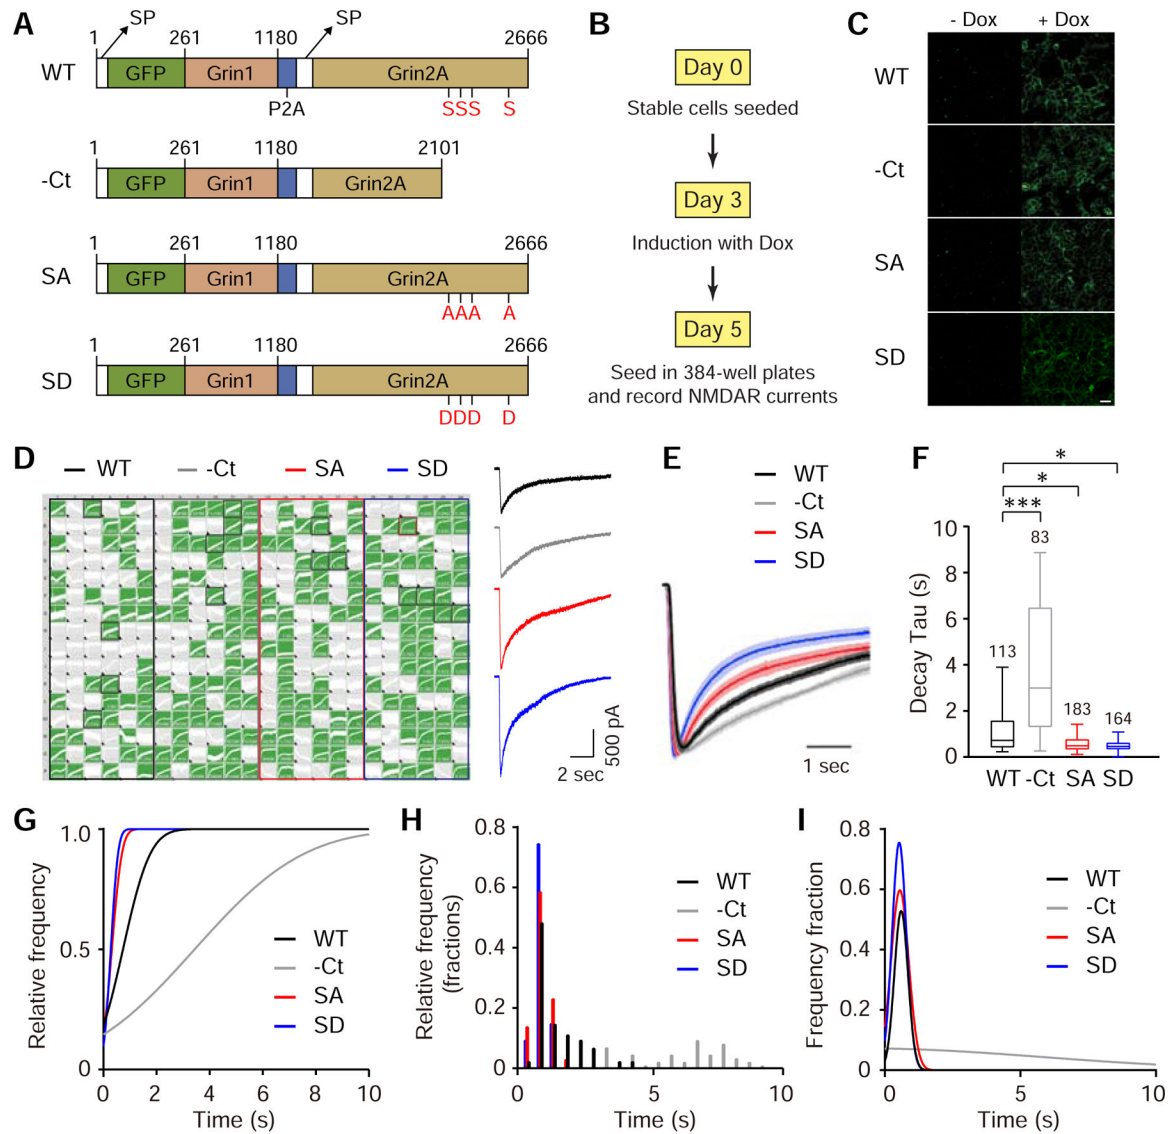 A
SP
SP
1
261
1180
2666
WT
GFP
Grin1
Grin2A
P2A
SSS
S
1
261
1180
2101
-Ct
GFP
Grin1
Grin2A
1
261
1180
2666
SA
GFP
Grin1
Grin2A
AAA
A
1
261
1180
2666
SD
GFP
Grin1
Grin2A
DDD
D
B
Day 0
Stable cells seeded
Day 3
Induction with Dox
Day 5
Seed in 384-well plates
and record NMDAR currents
C
- Dox
+ Dox
WT
-Ct
SA
SD
D
WT
-Ct
SA
SD
500 pA
2 sec
E
WT
-Ct
SA
SD
1 sec
F
*
*
***
Decay Tau (s)
10
8
6
4
2
0
113
83
183
164
WT
-Ct
SA
SD
G
Relative frequency
1.0
0.5
0
WT
-Ct
SA
SD
0
2
4
6
8
10
Time (s)
H
Relative frequency
(fractions)
0.8
0.6
0.4
0.2
0
WT
-Ct
SA
SD
0
5
10
Time (s)
I
Frequency fraction
0.8
0.6
0.4
0.2
0
WT
-Ct
SA
SD
0
5
10
Time (s)